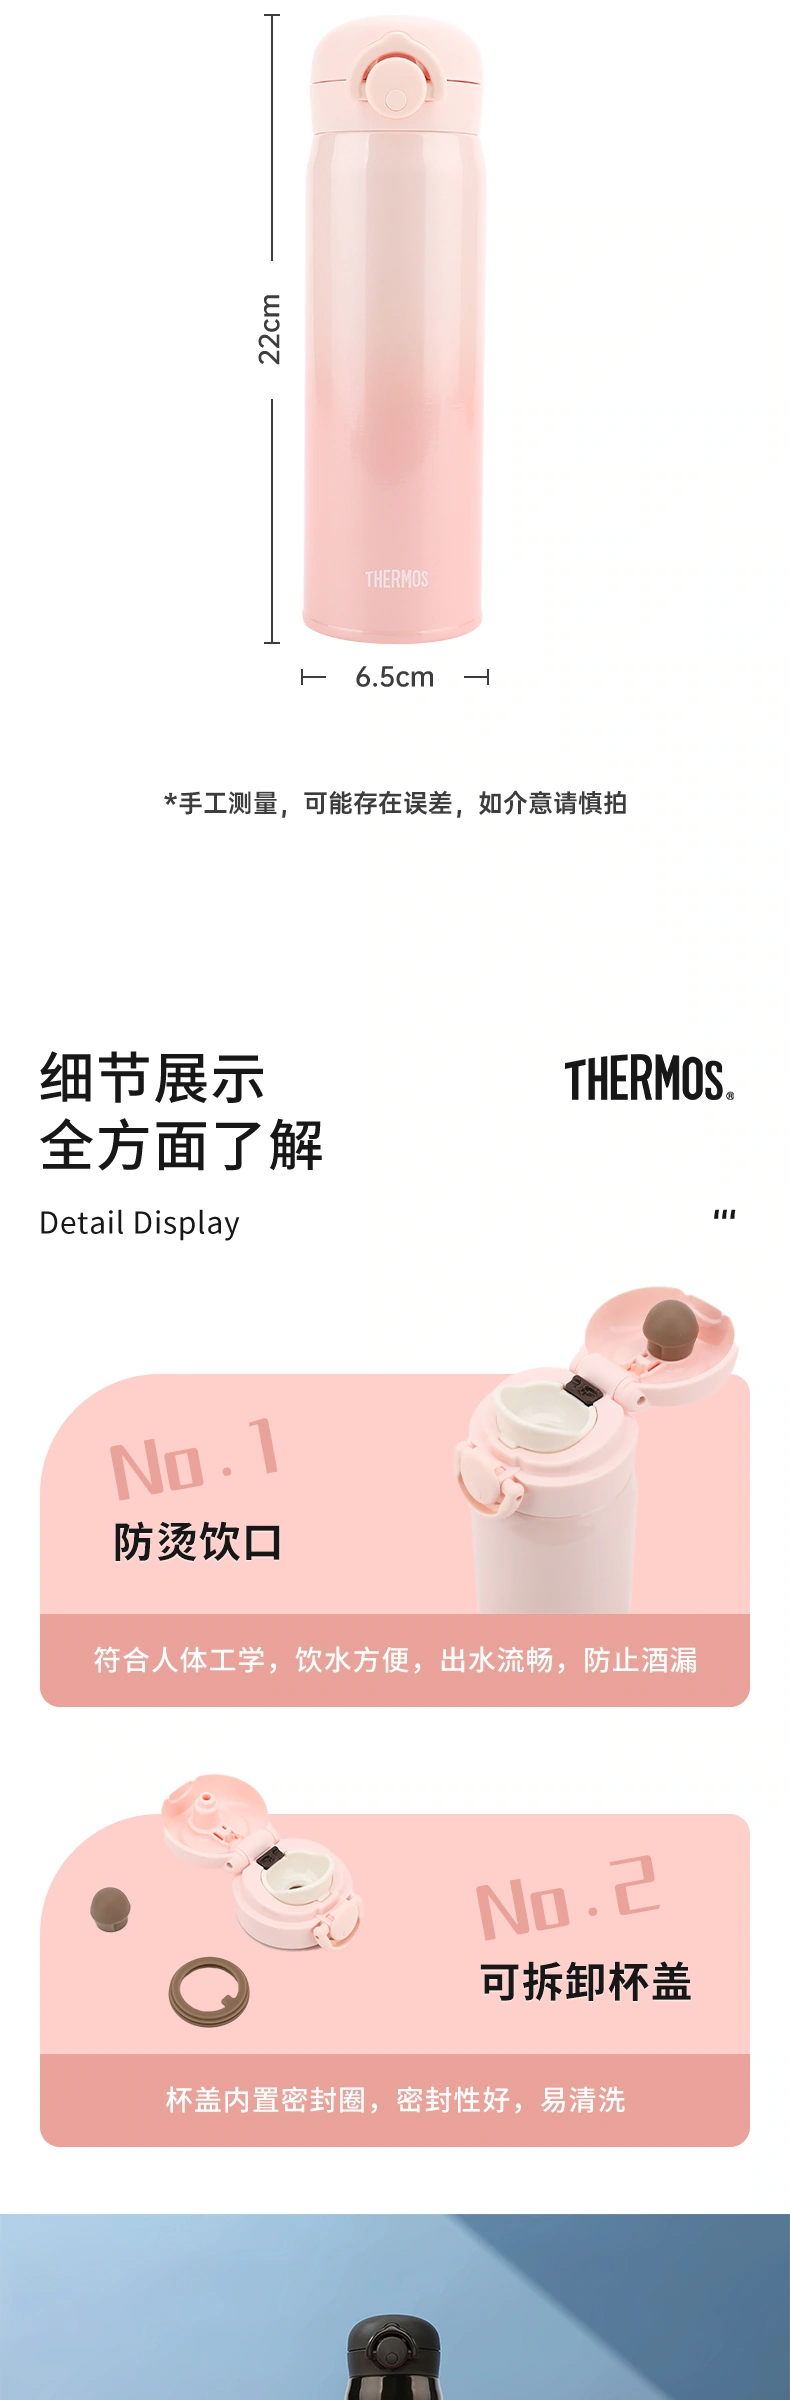 22cm
THERMOS
6.5cm
*手工测量，可能存在误差，如介意请慎拍
细节展示
THERMOS®
全方面了解
Detail Display
No.1
防烫饮口
符合人体工学，饮水方便，出水流畅，防止酒漏
No.2
可拆卸杯盖
杯盖内置密封圈，密封性好，易清洗